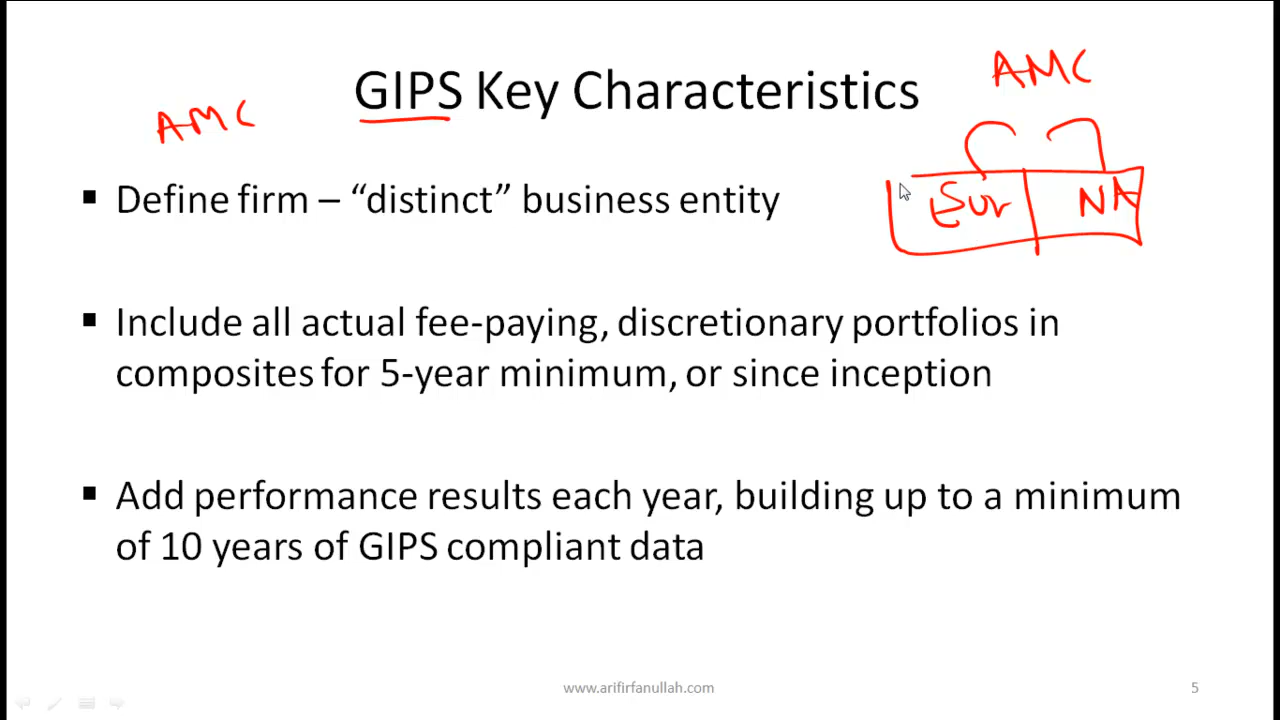 AMC
GIPS Key Characteristics
AMC
▪ Define firm – “distinct” business entity
Eur NA
▪ Include all actual fee-paying, discretionary portfolios in
composites for 5-year minimum, or since inception
▪ Add performance results each year, building up to a minimum
of 10 years of GIPS compliant data
www.arifirfanullah.com
5